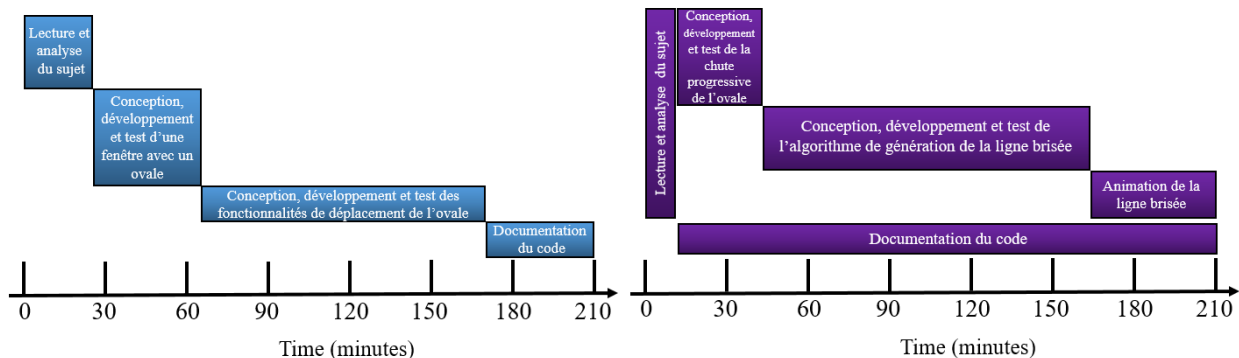 Lecture et
analyse
du sujet
Conception,
développement
et test d'une
fenêtre avec un
ovale
Conception, développement et test des
fonctionnalités de déplacement de l'ovale
Documentation
du code
0 30 60 90 120 150 180 210
Time (minutes)
Lecture et analyse du sujet
Conception,
développement
et test de la
chute
progressive
de l'ovale
Conception, développement et test de
l'algorithme de génération de la ligne brisée
Animation de la
ligne brisée
Documentation du code
0 30 60 90 120 150 180 210
Time (minutes)